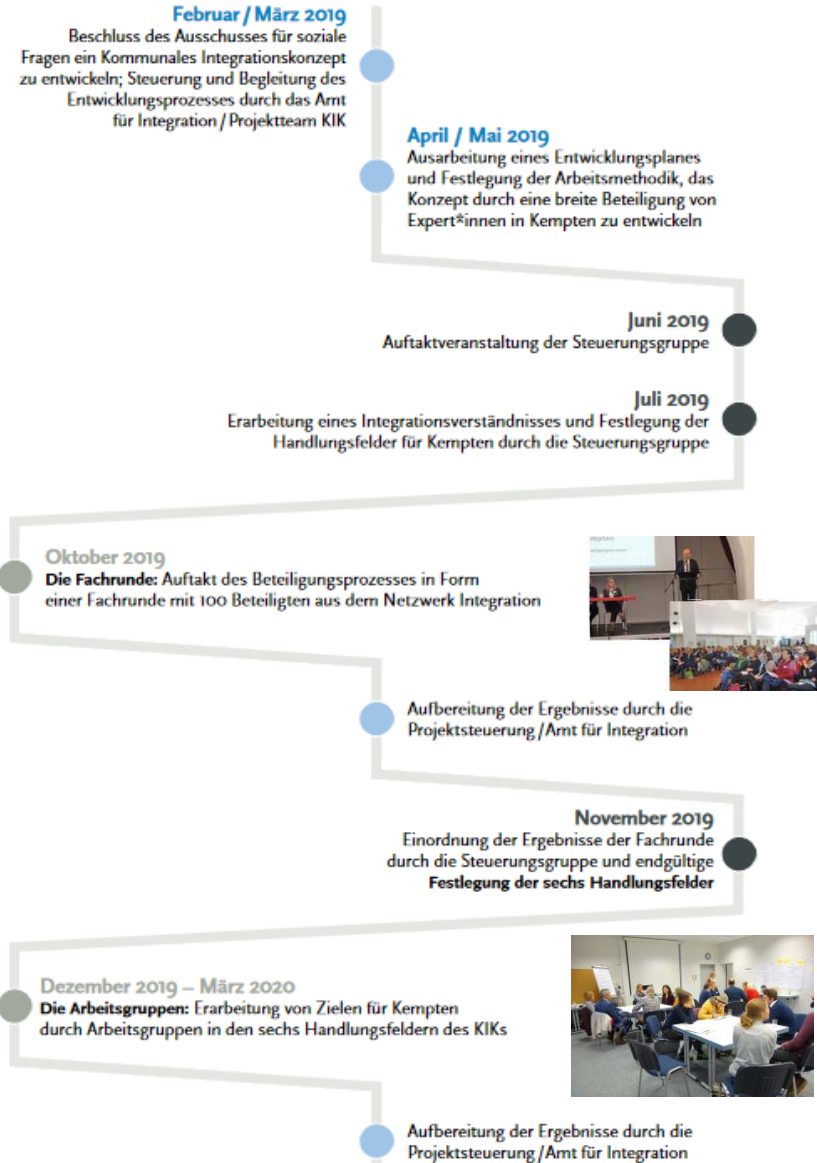 Februar / März 2019
Beschluss des Ausschusses für soziale
Fragen ein Kommunales Integrationskonzept
zu entwickeln; Steuerung und Begleitung des
Entwicklungsprozesses durch das Amt
für Integration / Projektteam KIK
April / Mai 2019
Ausarbeitung eines Entwicklungsplanes
und Festlegung der Arbeitsmethodik, das
Konzept durch eine breite Beteiligung von
Expert*innen in Kempten zu entwickeln
Juni 2019
Auftaktveranstaltung der Steuerungsgruppe
Juli 2019
Erarbeitung eines Integrationsverständnisses und Festlegung der
Handlungsfelder für Kempten durch die Steuerungsgruppe
Oktober 2019
Die Fachrunde: Auftakt des Beteiligungsprozesses in Form
einer Fachrunde mit 100 Beteiligten aus dem Netzwerk Integration
Aufbereitung der Ergebnisse durch die
Projektsteuerung / Amt für Integration
November 2019
Einordnung der Ergebnisse der Fachrunde
durch die Steuerungsgruppe und endgültige
Festlegung der sechs Handlungsfelder
Dezember 2019 – März 2020
Die Arbeitsgruppen: Erarbeitung von Zielen für Kempten
durch Arbeitsgruppen in den sechs Handlungsfeldern des KIKs
Aufbereitung der Ergebnisse durch die
Projektsteuerung / Amt für Integration